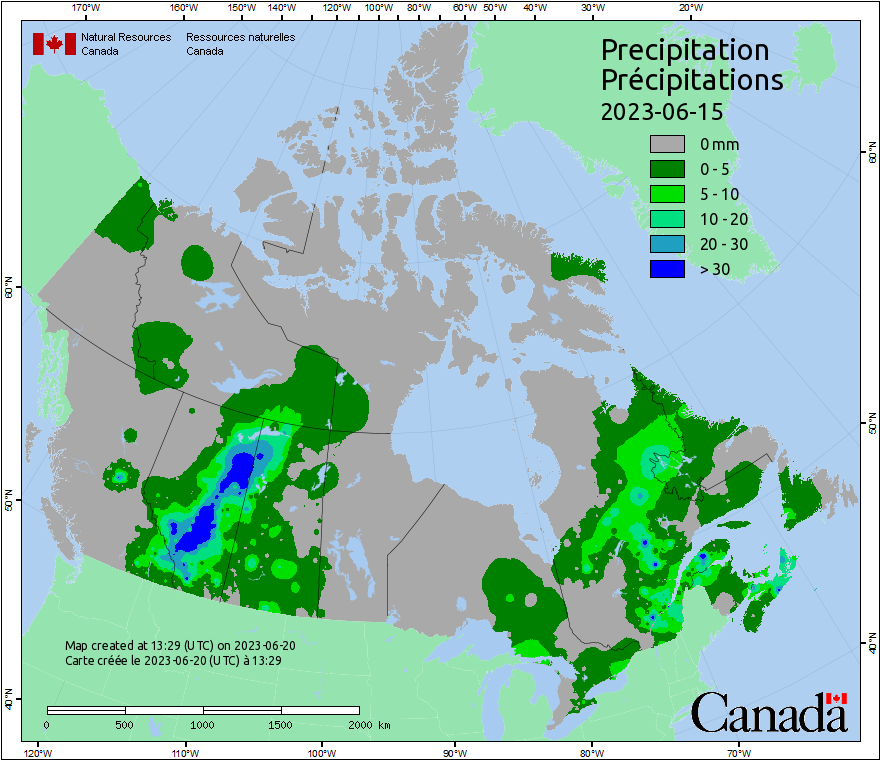 170°W 160°W 150°W 140°W 120°W 100°W 80°W 60°W 50°W 40°W 30°W 20°W
Natural Resources Ressources naturelles
Canada Canada
Precipitation
Précipitations
2023-06-15
0 mm
0 - 5
5 - 10
10 - 20
20 - 30
> 30
60°N 60°N
50°N 50°N
40°N 40°N
Map created at 13:29 (UTC) on 2023-06-20
Carte créée le 2023-06-20 (UTC) à 13:29
0 500 1000 1500 2000 km
Canada
120°W 110°W 100°W 90°W 80°W 70°W